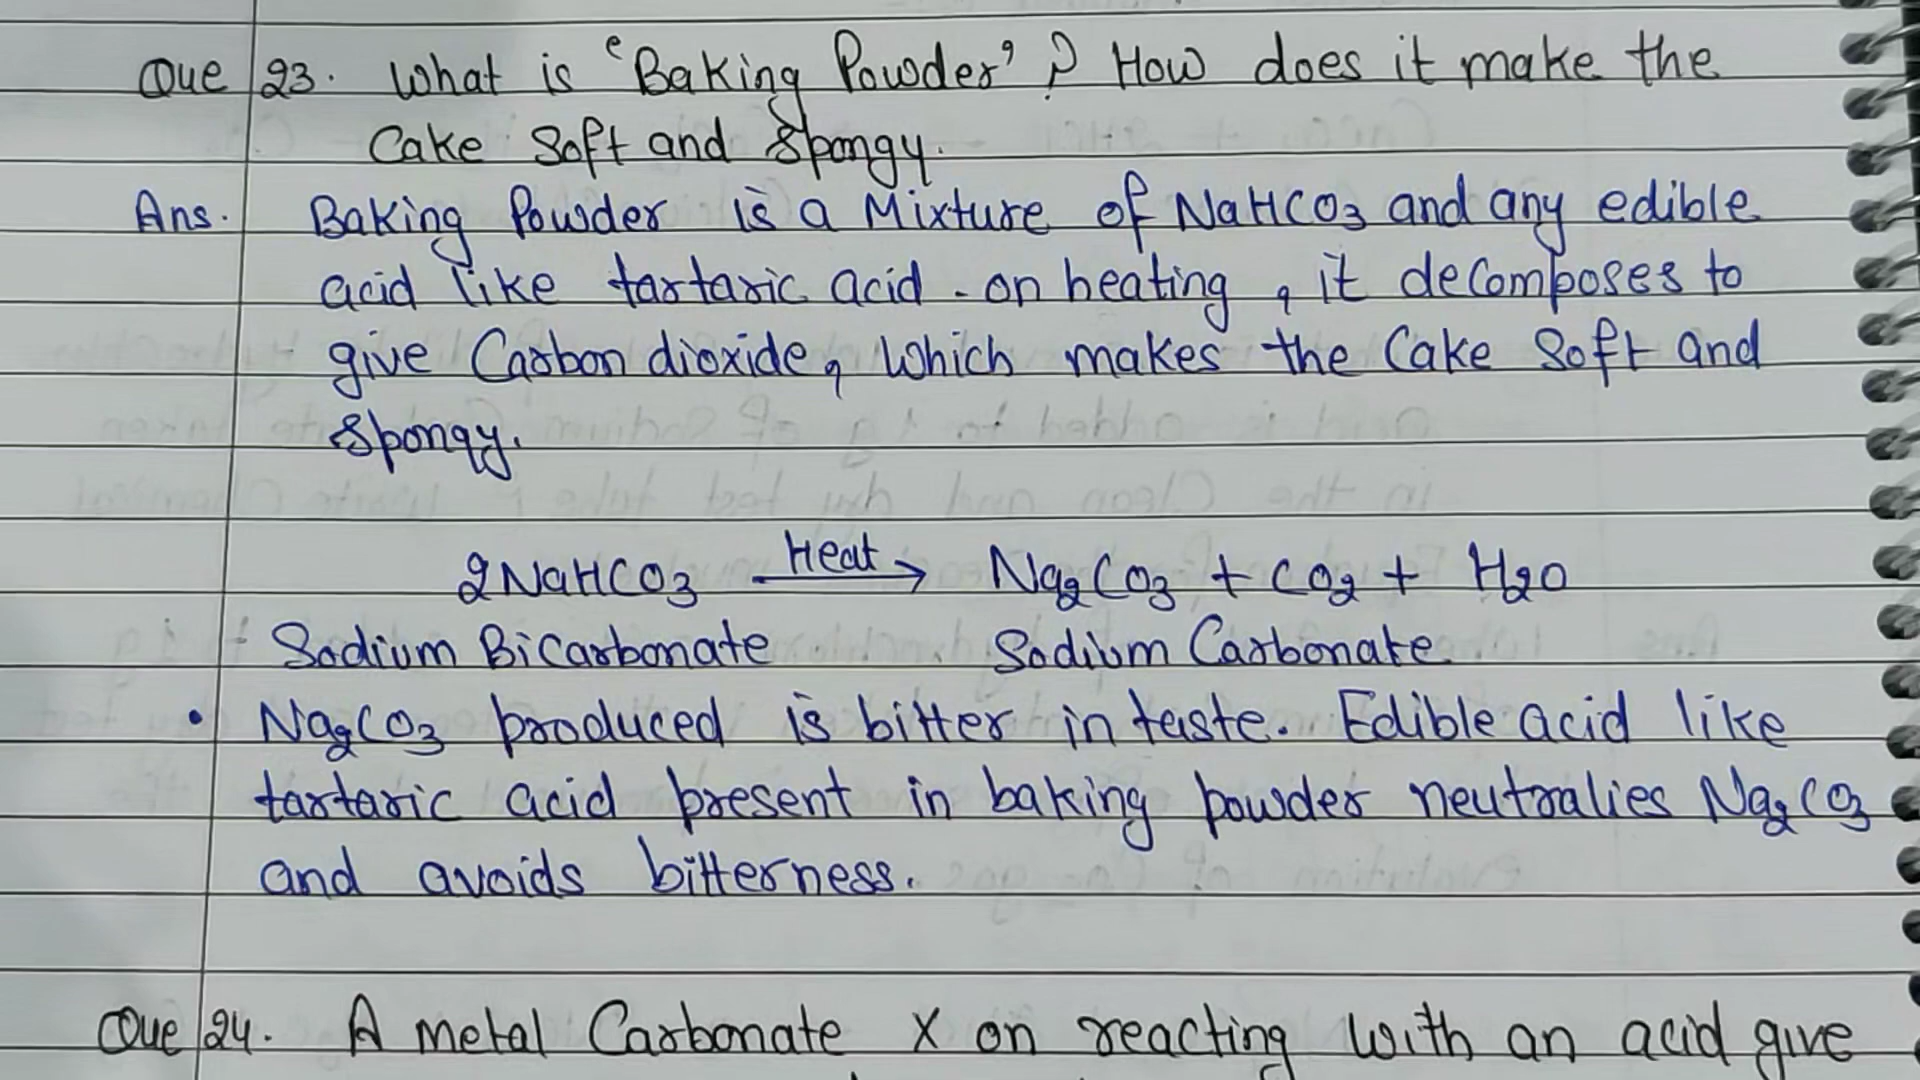 Que 23. What is 'Baking Powder' ? How does it make the
Cake Soft and Spongy.
Ans. Baking Powder is a Mixture of NaHCO3 and any edible
acid like tartaric acid. on heating, it decomposes to
give Carbon dioxide, which makes the Cake Soft and
Spongy.
2NaHCO3 Heat → Na2CO3 + CO2 + H2O
Sodium Bicarbonate Sodium Carbonate
• Na2CO3 produced is bitter in taste. Edible acid like
tartaric acid present in baking powder neutralies Na2CO3
and avoids bitterness.
Que 24. A metal Carbonate X on reacting with an acid give